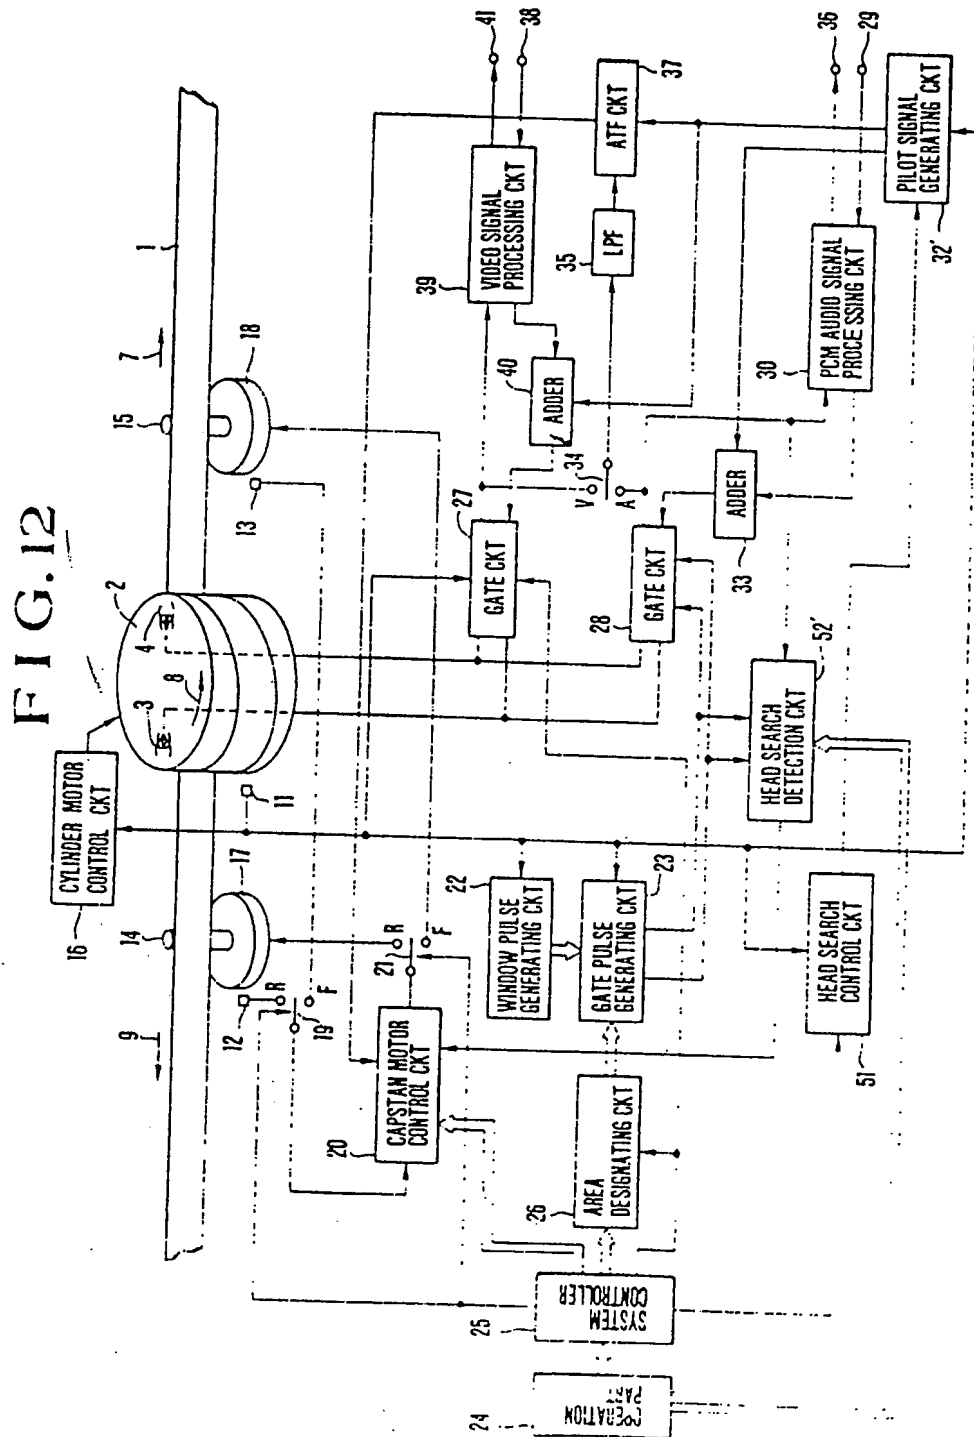 FIG.12
CYLINDER MOTOR
CONTROL CKT
16
2
3
4
8
1
7
9
14
17
15
18
11
12
13
R
F
19
R
F
21
CAPSTAN MOTOR
CONTROL CKT
20
WINDOW PULSE
GENERATING CKT
22
GATE PULSE
GENERATING CKT
23
AREA
DESIGNATING CKT
26
SYSTEM
CONTROLLER
25
OPERATION
PART
24
HEAD SEARCH
CONTROL CKT
51
HEAD SEARCH
DETECTION CKT
52'
GATE CKT
27
GATE CKT
28
ADDER
33
ADDER
40
V
A
34
VIDEO SIGNAL
PROCESSING CKT
39
LPF
35
ATF CKT
37
41
38
PCM AUDIO SIGNAL
PROCESSING CKT
30
36
29
PILOT SIGNAL
GENERATING CKT
32'